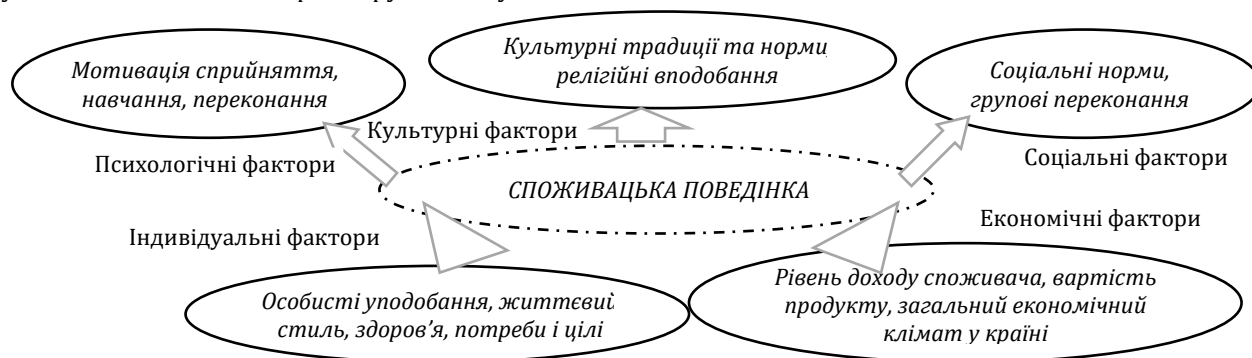 Культурні традиції та норми
релігійні вподобання
Мотивація сприйняття,
навчання, переконання
Соціальні норми,
групові переконання
Культурні фактори
Психологічні фактори
Соціальні фактори
СПОЖИВАЦЬКА ПОВЕДІНКА
Індивідуальні фактори
Економічні фактори
Особисті уподобання, життєвий
стиль, здоров’я, потреби і цілі
Рівень доходу споживача, вартість
продукту, загальний економічний
клімат у країні